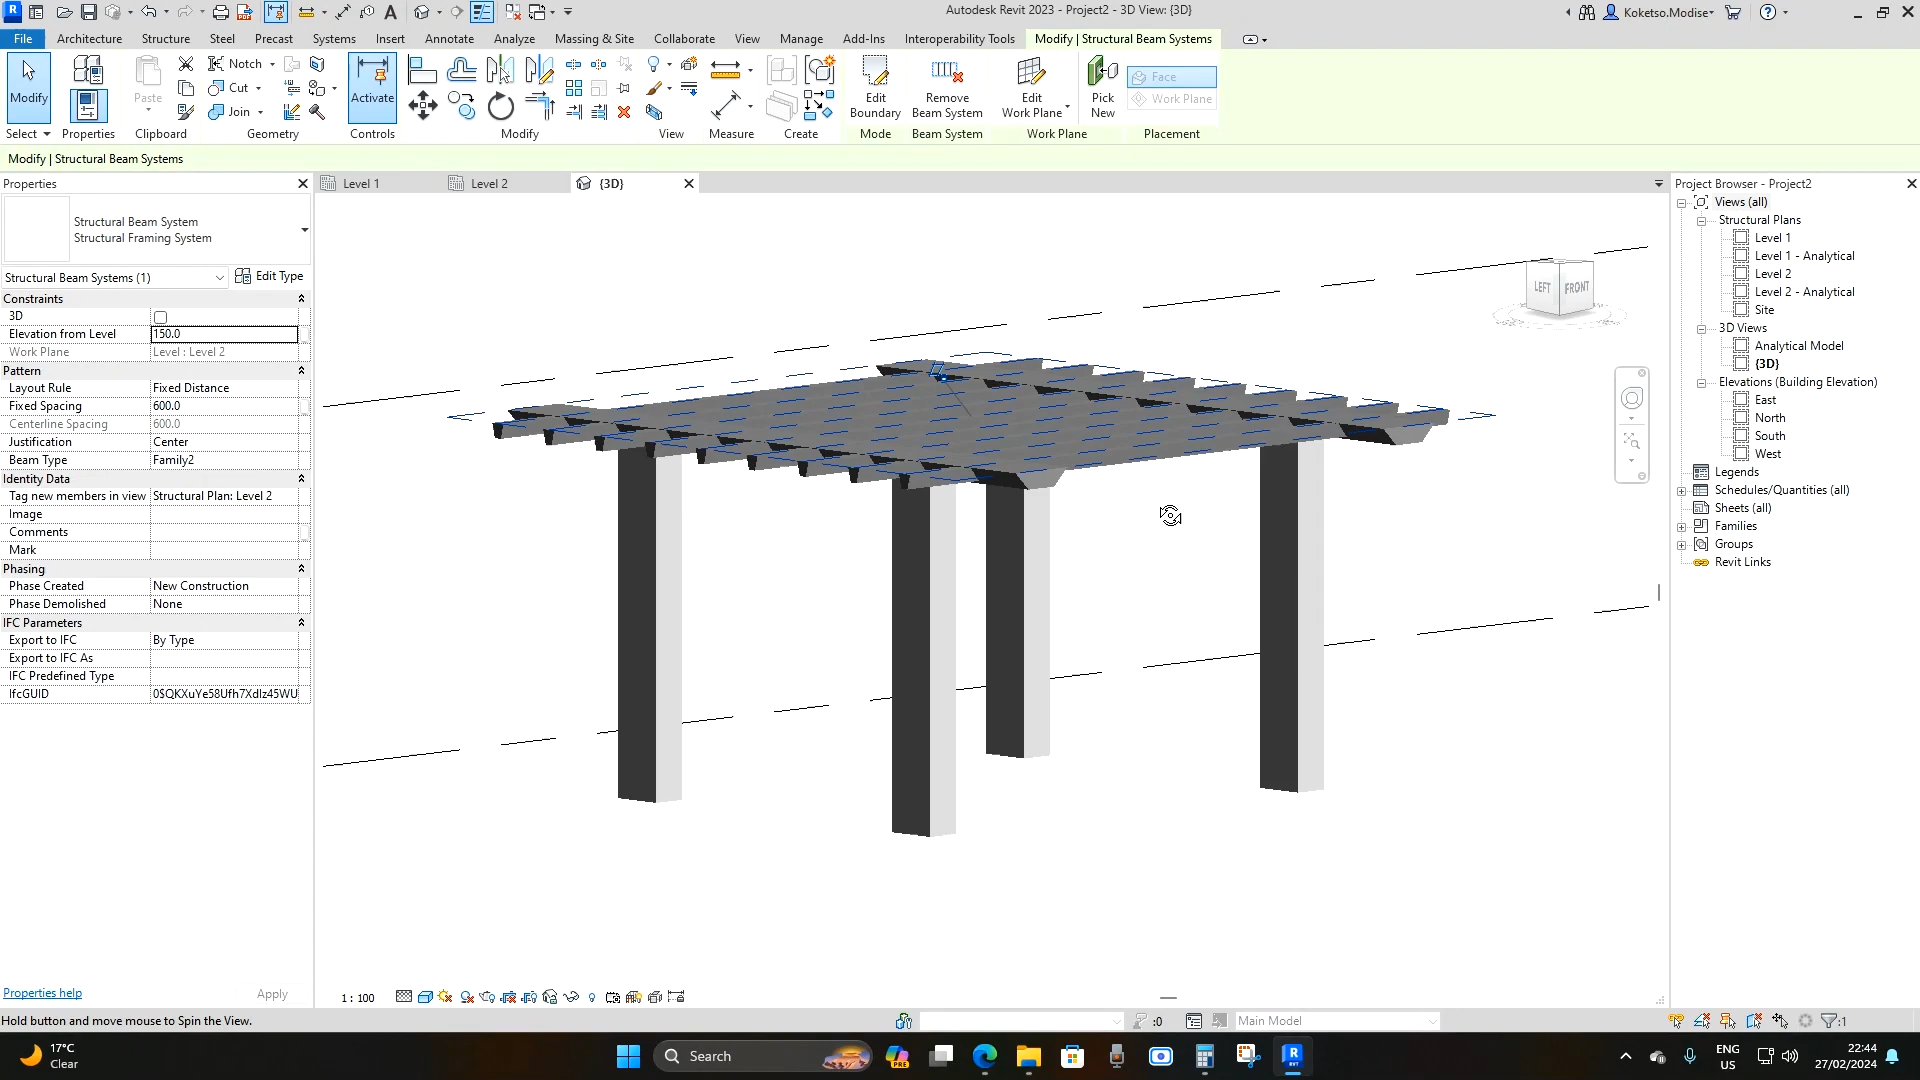 Autodesk Revit 2023 - Project2 - 3D View: {3D}
Koketso.Modise
File Architecture Structure Steel Precast Systems Insert Annotate Analyze Massing & Site Collaborate View Manage Add-Ins Interoperability Tools Modify | Structural Beam Systems
Modify
Paste
Notch
Cut
Join
Activate
Edit
Boundary
Remove
Beam System
Edit
Work Plane
Pick
New
Face
Work Plane
Select Properties Clipboard Geometry Controls Modify View Measure Create Mode Beam System Work Plane Placement
Modify | Structural Beam Systems
Properties
Structural Beam System
Structural Framing System
Structural Beam Systems (1) Edit Type
Constraints
3D
Elevation from Level 150.0
Work Plane Level : Level 2
Pattern
Layout Rule Fixed Distance
Fixed Spacing 600.0
Centerline Spacing 600.0
Justification Center
Beam Type Family2
Identity Data
Tag new members in view Structural Plan: Level 2
Image
Comments
Mark
Phasing
Phase Created New Construction
Phase Demolished None
IFC Parameters
Export to IFC By Type
Export to IFC As
IFC Predefined Type
IfcGUID 0$QKXuYe58Ufh7Xdlz45WU
Properties help Apply
Level 1 Level 2 {3D}
LEFT FRONT
1 : 100
Project Browser - Project2
Views (all)
Structural Plans
Level 1
Level 1 - Analytical
Level 2
Level 2 - Analytical
Site
3D Views
Analytical Model
{3D}
Elevations (Building Elevation)
East
North
South
West
Legends
Schedules/Quantities (all)
Sheets (all)
Families
Groups
Revit Links
Hold button and move mouse to Spin the View.
:0
Main Model
:1
17°C
Clear
Search
PRE
ENG
US
22:44
27/02/2024